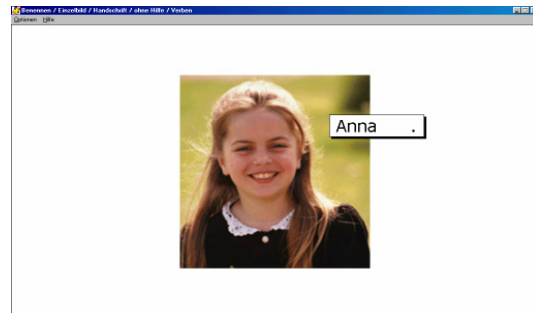 Benennen / Einzelbild / Handschrift / ohne Hilfe / Verben
Optionen Hilfe
Anna .